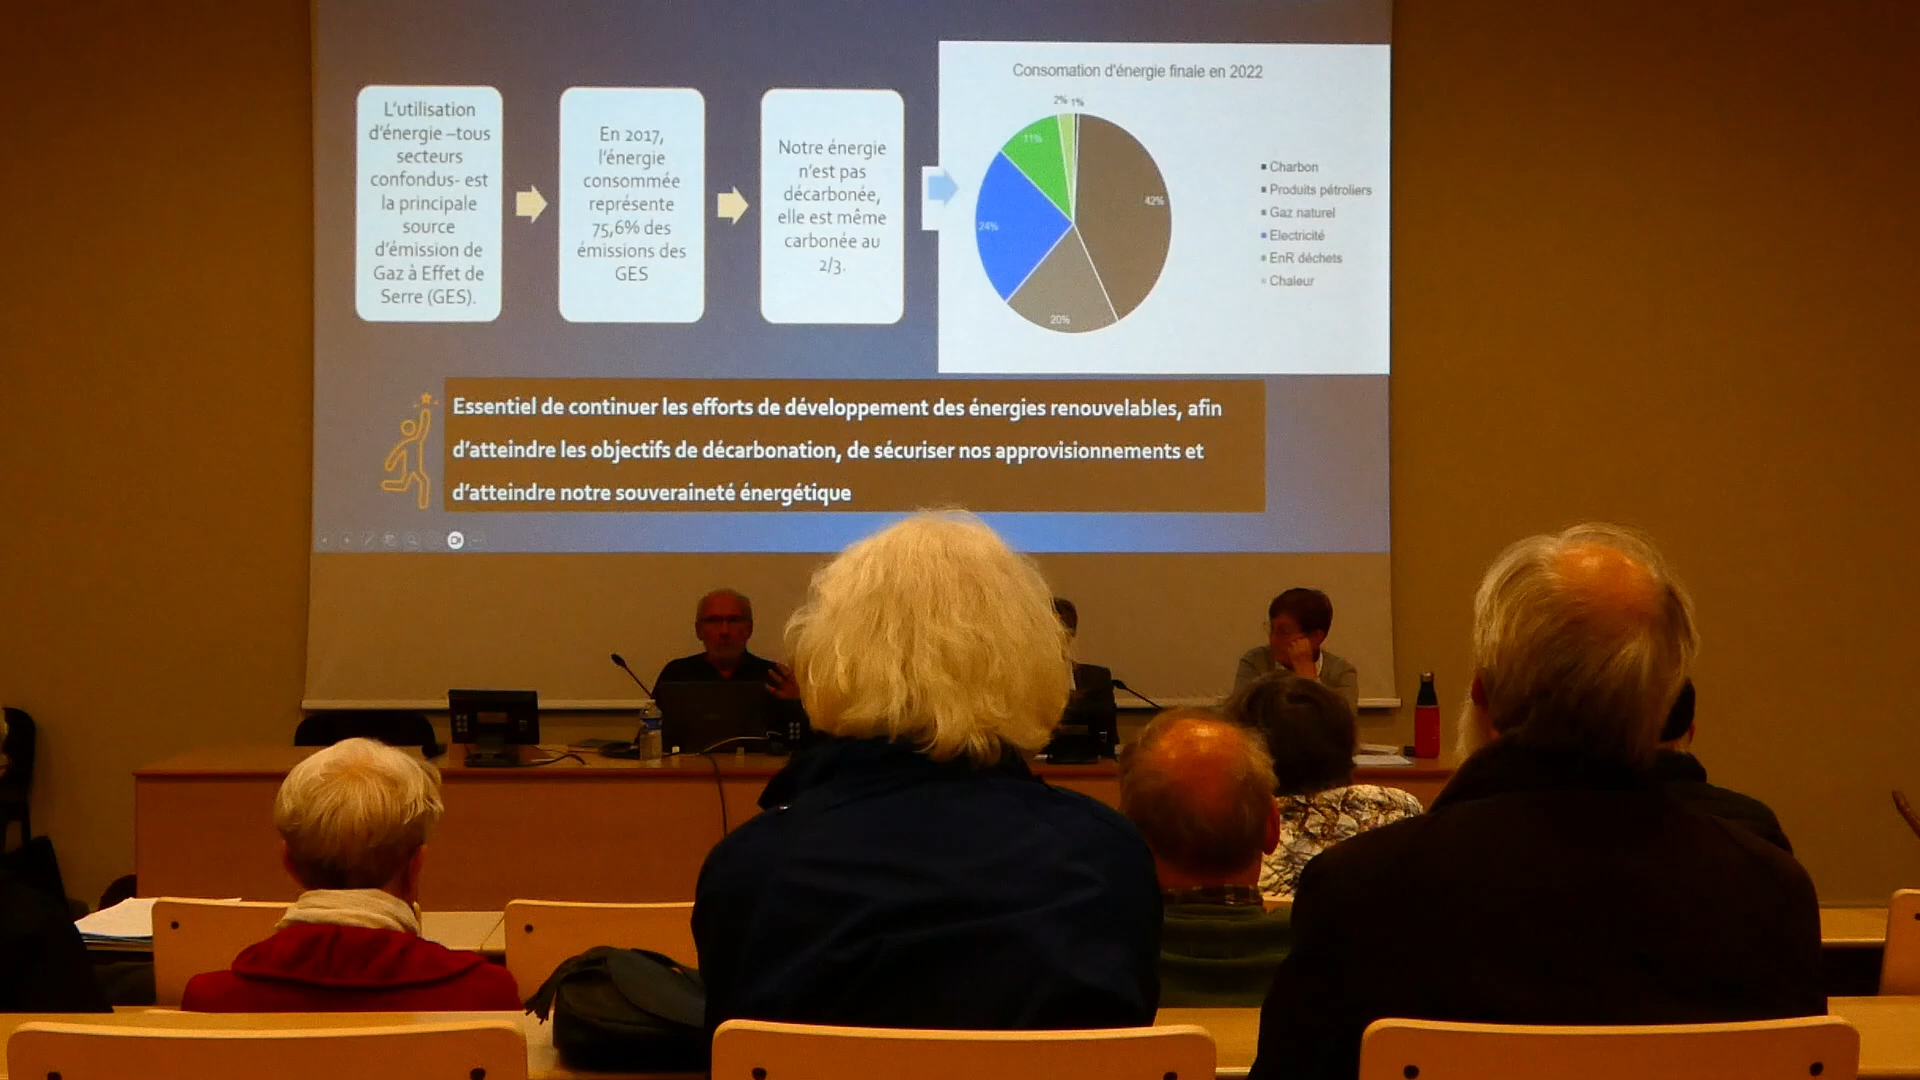 L'utilisation
d'énergie –tous
secteurs
confondus- est
la principale
source
d'émission de
Gaz à Effet de
Serre (GES).
En 2017,
l'énergie
consommée
représente
75,6% des
émissions des
GES
Notre énergie
n'est pas
décarbonée,
elle est même
carbonée au
2/3.
Consomation d'énergie finale en 2022
2% 1%
11%
42%
24%
20%
Charbon
Produits pétroliers
Gaz naturel
Electricité
EnR déchets
Chaleur
Essentiel de continuer les efforts de développement des énergies renouvelables, afin
d'atteindre les objectifs de décarbonation, de sécuriser nos approvisionnements et
d'atteindre notre souveraineté énergétique